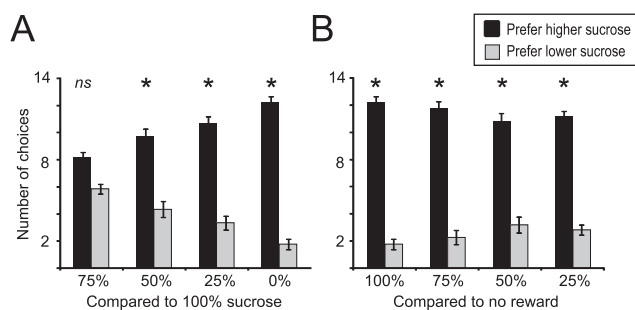 A
B
Prefer higher sucrose
Prefer lower sucrose
Number of choices
14
8
2
ns
*
*
*
75%
50%
25%
0%
Compared to 100% sucrose
14
8
2
*
*
*
*
100%
75%
50%
25%
Compared to no reward